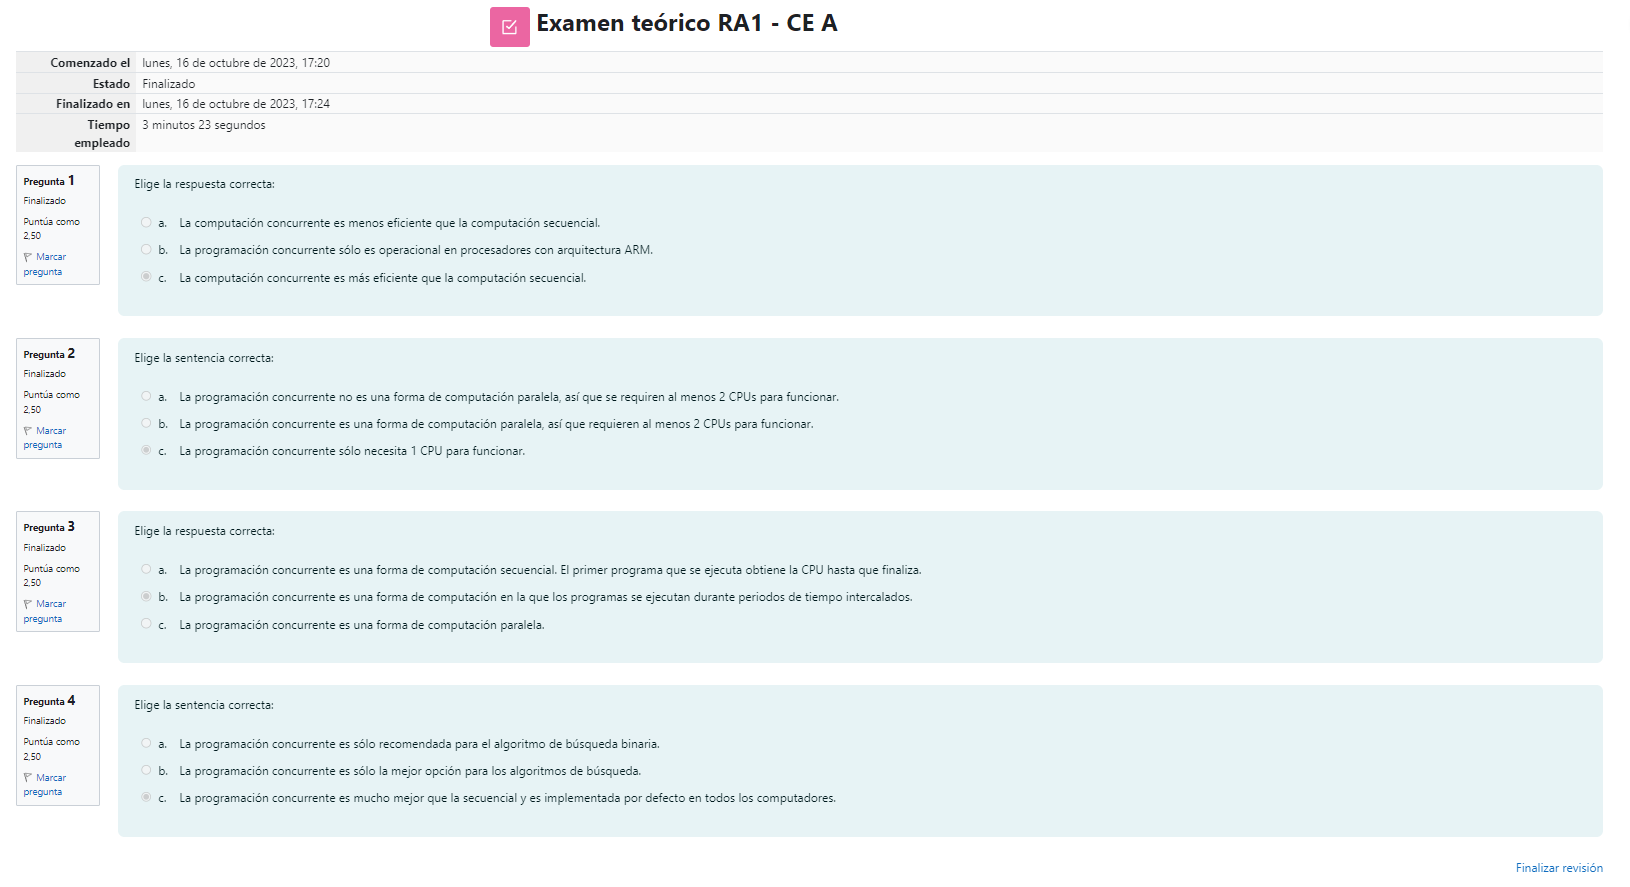 Examen teórico RA1 - CE A
Comenzado el lunes, 16 de octubre de 2023, 17:20
Estado Finalizado
Finalizado en lunes, 16 de octubre de 2023, 17:24
Tiempo empleado 3 minutos 23 segundos
Pregunta 1
Finalizado
Puntúa como
2,50
Marcar
pregunta
Elige la respuesta correcta:
a. La computación concurrente es menos eficiente que la computación secuencial.
b. La programación concurrente sólo es operacional en procesadores con arquitectura ARM.
c. La computación concurrente es más eficiente que la computación secuencial.
Pregunta 2
Finalizado
Puntúa como
2,50
Marcar
pregunta
Elige la sentencia correcta:
a. La programación concurrente no es una forma de computación paralela, así que se requiren al menos 2 CPUs para funcionar.
b. La programación concurrente es una forma de computación paralela, así que requieren al menos 2 CPUs para funcionar.
c. La programación concurrente sólo necesita 1 CPU para funcionar.
Pregunta 3
Finalizado
Puntúa como
2,50
Marcar
pregunta
Elige la respuesta correcta:
a. La programación concurrente es una forma de computación secuencial. El primer programa que se ejecuta obtiene la CPU hasta que finaliza.
b. La programación concurrente es una forma de computación en la que los programas se ejecutan durante periodos de tiempo intercalados.
c. La programación concurrente es una forma de computación paralela.
Pregunta 4
Finalizado
Puntúa como
2,50
Marcar
pregunta
Elige la sentencia correcta:
a. La programación concurrente es sólo recomendada para el algoritmo de búsqueda binaria.
b. La programación concurrente es sólo la mejor opción para los algoritmos de búsqueda.
c. La programación concurrente es mucho mejor que la secuencial y es implementada por defecto en todos los computadores.
Finalizar revisión